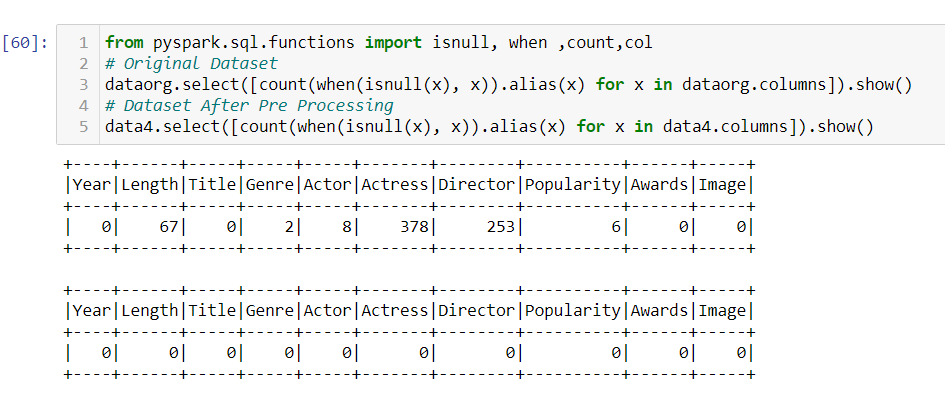 [60]: 1 from pyspark.sql.functions import isnull, when ,count,col
2 # Original Dataset
3 dataorg.select([count(when(isnull(x), x)).alias(x) for x in dataorg.columns]).show()
4 # Dataset After Pre Processing
5 data4.select([count(when(isnull(x), x)).alias(x) for x in data4.columns]).show()
+----+------+-----+-----+-----+-------+--------+----------+------+-----+
|Year|Length|Title|Genre|Actor|Actress|Director|Popularity|Awards|Image|
+----+------+-----+-----+-----+-------+--------+----------+------+-----+
|   0|    67|    0|    2|    8|    378|     253|         6|     0|    0|
+----+------+-----+-----+-----+-------+--------+----------+------+-----+
+----+------+-----+-----+-----+-------+--------+----------+------+-----+
|Year|Length|Title|Genre|Actor|Actress|Director|Popularity|Awards|Image|
+----+------+-----+-----+-----+-------+--------+----------+------+-----+
|   0|     0|    0|    0|    0|      0|       0|         0|     0|    0|
+----+------+-----+-----+-----+-------+--------+----------+------+-----+